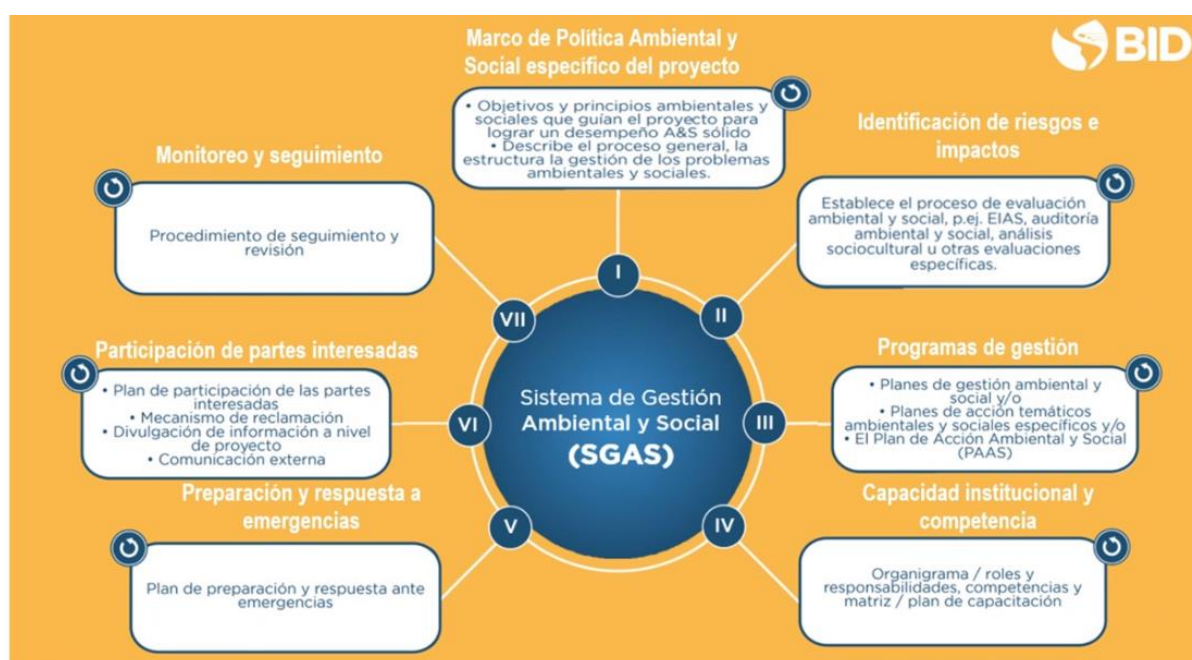 BID
Marco de Política Ambiental y
Social específico del proyecto
• Objetivos y principios ambientales y
sociales que guían el proyecto para
lograr un desempeño A&S sólido
• Describe el proceso general, la
estructura la gestión de los problemas
ambientales y sociales.
Identificación de riesgos e
impactos
Establece el proceso de evaluación
ambiental y social, p.ej. EIAS, auditoría
ambiental y social, análisis
sociocultural u otras evaluaciones
específicas.
Programas de gestión
• Planes de gestión ambiental y
social y/o
• Planes de acción temáticos
ambientales y sociales específicos y/o
• El Plan de Acción Ambiental y Social
(PAAS)
Capacidad institucional y
competencia
Organigrama / roles y
responsabilidades, competencias y
matriz / plan de capacitación
Preparación y respuesta a
emergencias
Plan de preparación y respuesta ante
emergencias
Participación de partes interesadas
• Plan de participación de las partes
interesadas
• Mecanismo de reclamación
• Divulgación de información a nivel
de proyecto
• Comunicación externa
Monitoreo y seguimiento
Procedimiento de seguimiento y
revisión
I
II
III
IV
V
VI
VII
Sistema de Gestión
Ambiental y Social
(SGAS)